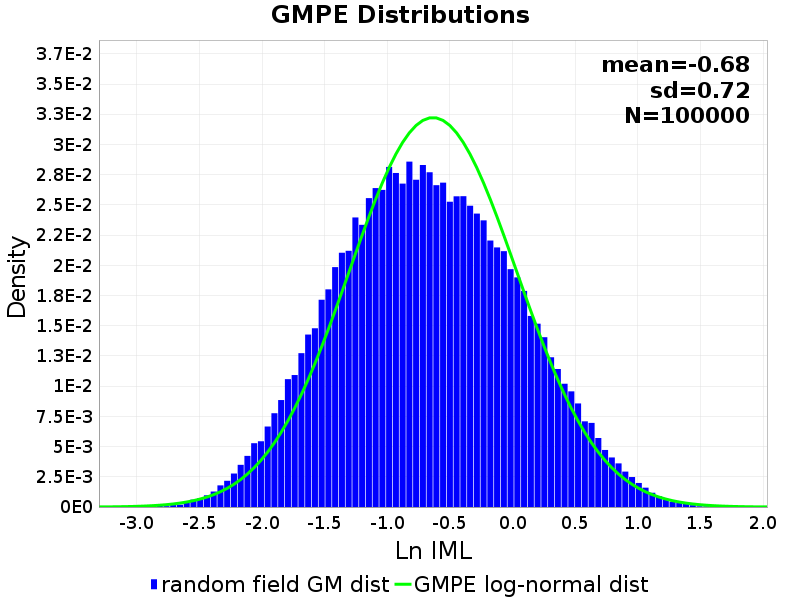 GMPE Distributions
mean=-0.68
sd=0.72
N=100000
Density
3.7E-2
3.5E-2
3.3E-2
3E-2
2.8E-2
2.5E-2
2.2E-2
2E-2
1.8E-2
1.5E-2
1.3E-2
1E-2
7.5E-3
5E-3
2.5E-3
0E0
-3.0 -2.5 -2.0 -1.5 -1.0 -0.5 0.0 0.5 1.0 1.5 2.0
Ln IML
random field GM dist GMPE log-normal dist